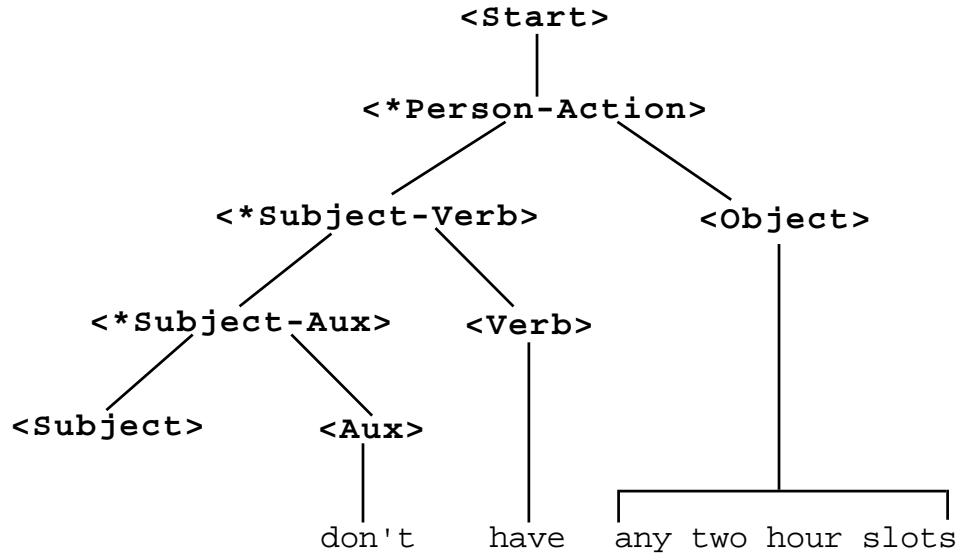 <Start>
<*Person-Action>
<*Subject-Verb> <Object>
<*Subject-Aux> <Verb>
<Subject> <Aux>
don't have any two hour slots